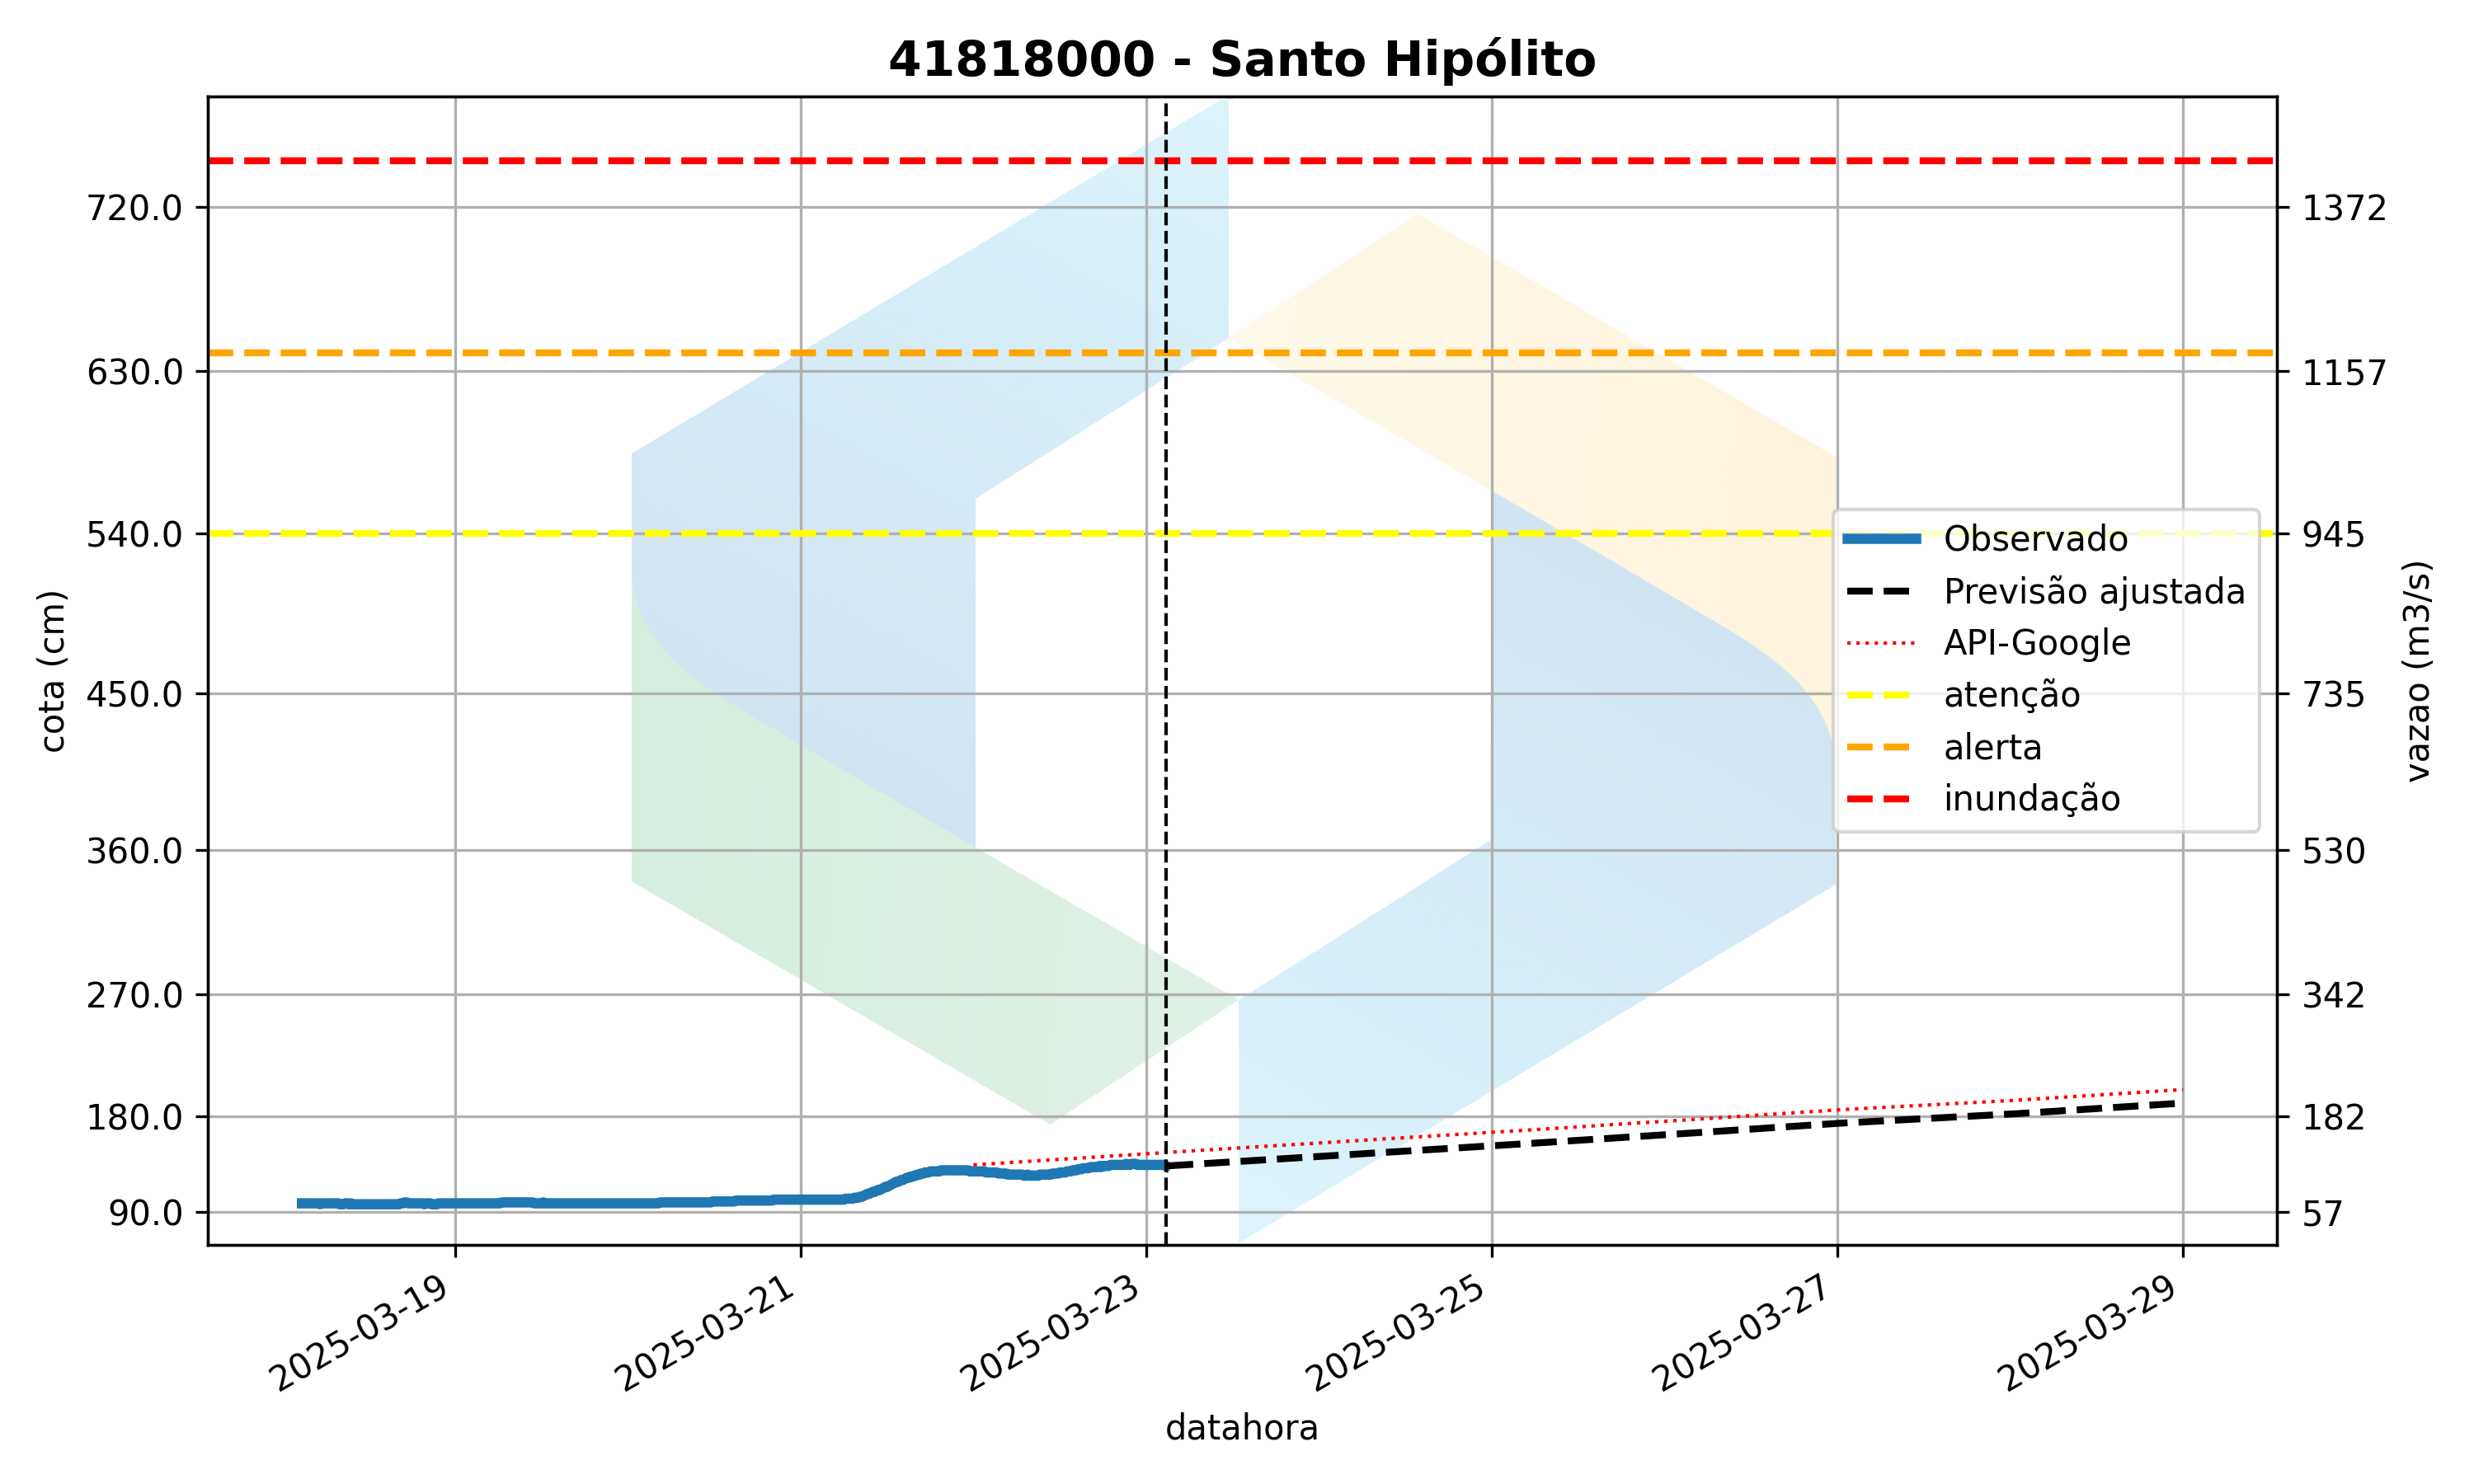 41818000 - Santo Hipólito
cota (cm)
720.0
630.0
540.0
450.0
360.0
270.0
180.0
90.0
1372
1157
945
735
530
342
182
57
vazao (m3/s)
Observado
Previsão ajustada
API-Google
atenção
alerta
inundação
2025-03-19
2025-03-21
2025-03-23
2025-03-25
2025-03-27
2025-03-29
datahora